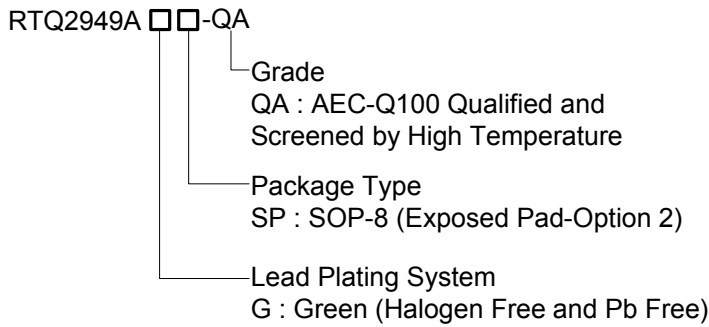 RTQ2949A □ □-QA
Grade
QA : AEC-Q100 Qualified and
Screened by High Temperature
Package Type
SP : SOP-8 (Exposed Pad-Option 2)
Lead Plating System
G : Green (Halogen Free and Pb Free)